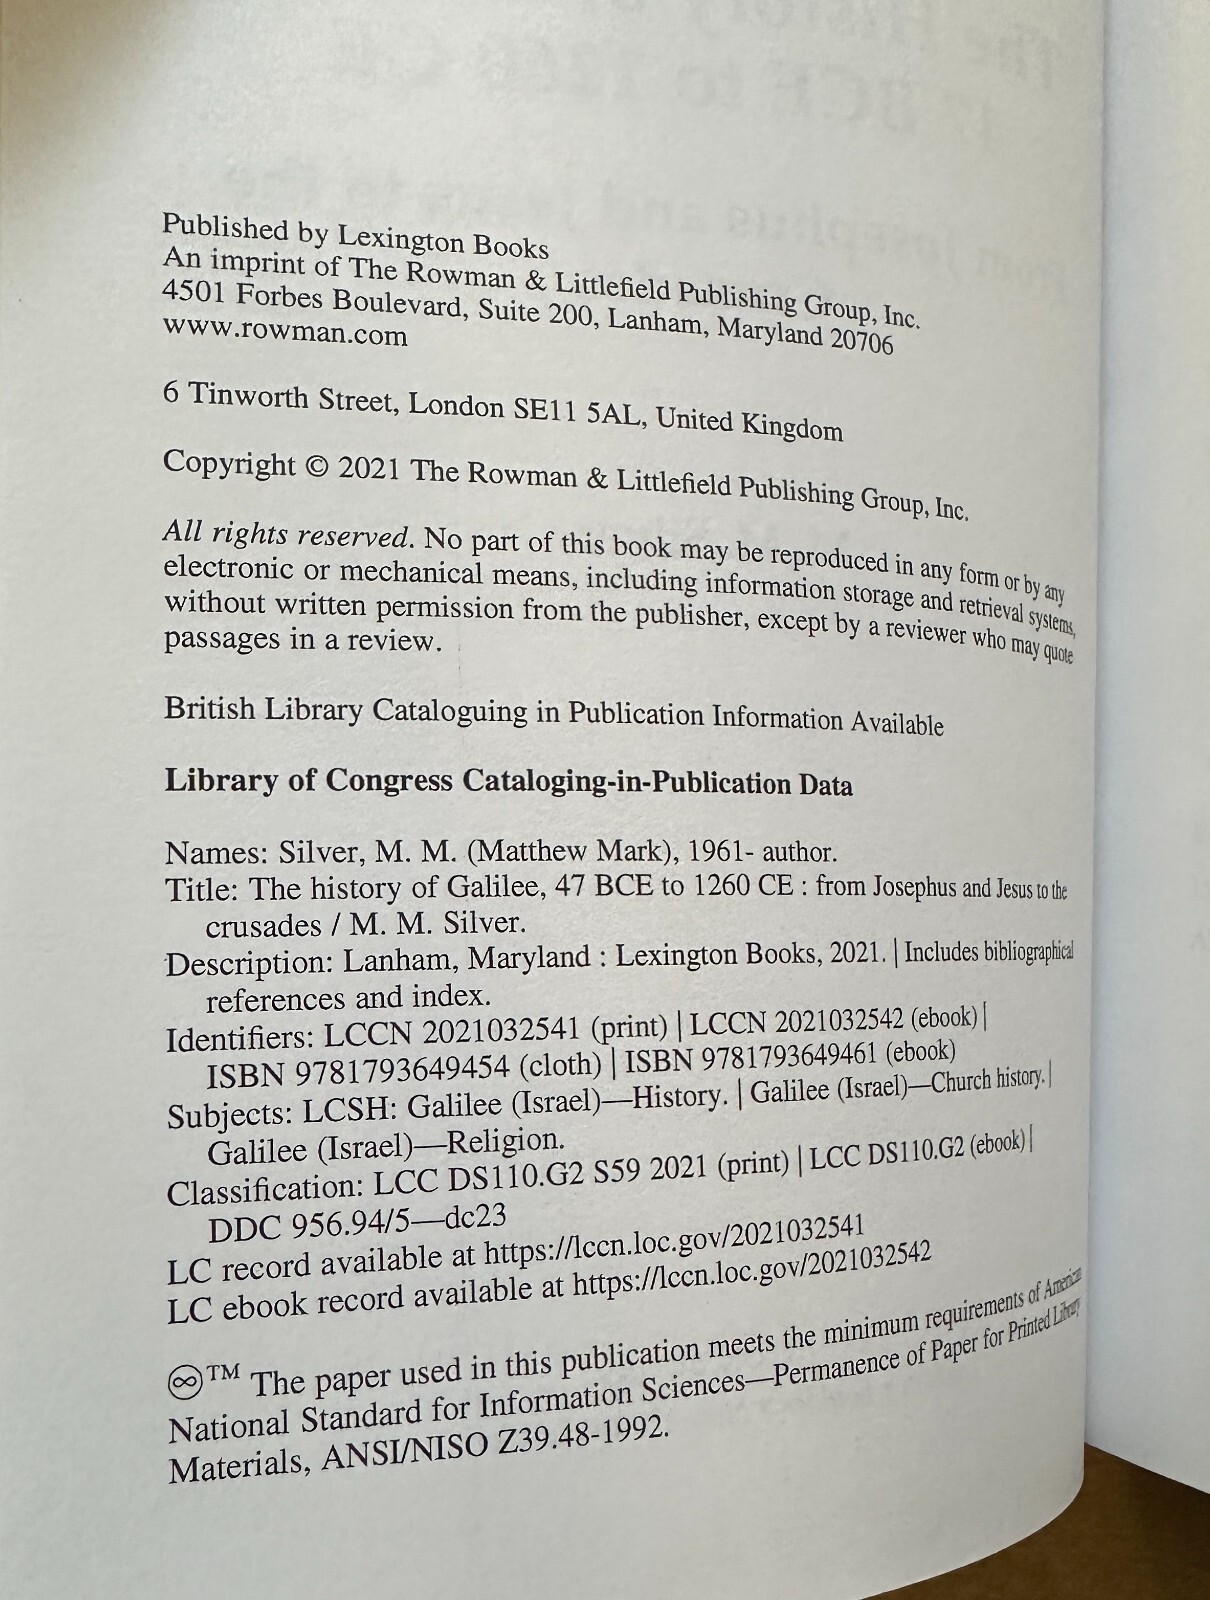 Published by Lexington Books
An imprint of The Rowman & Littlefield Publishing Group, Inc.
4501 Forbes Boulevard, Suite 200, Lanham, Maryland 20706
www.rowman.com
6 Tinworth Street, London SE11 5AL, United Kingdom
Copyright © 2021 The Rowman & Littlefield Publishing Group, Inc.
All rights reserved. No part of this book may be reproduced in any form or by any
electronic or mechanical means, including information storage and retrieval systems,
without written permission from the publisher, except by a reviewer who may quote
passages in a review.
British Library Cataloguing in Publication Information Available
Library of Congress Cataloging-in-Publication Data
Names: Silver, M. M. (Matthew Mark), 1961- author.
Title: The history of Galilee, 47 BCE to 1260 CE : from Josephus and Jesus to the
crusades / M. M. Silver.
Description: Lanham, Maryland : Lexington Books, 2021. | Includes bibliographical
references and index.
Identifiers: LCCN 2021032541 (print) | LCCN 2021032542 (ebook) |
ISBN 9781793649454 (cloth) | ISBN 9781793649461 (ebook)
Subjects: LCSH: Galilee (Israel)—History. | Galilee (Israel)—Church history. |
Galilee (Israel)—Religion.
Classification: LCC DS110.G2 S59 2021 (print) | LCC DS110.G2 (ebook) |
DDC 956.94/5—dc23
LC record available at https://lccn.loc.gov/2021032541
LC ebook record available at https://lccn.loc.gov/2021032542
♾™ The paper used in this publication meets the minimum requirements of American
National Standard for Information Sciences—Permanence of Paper for Printed Library
Materials, ANSI/NISO Z39.48-1992.